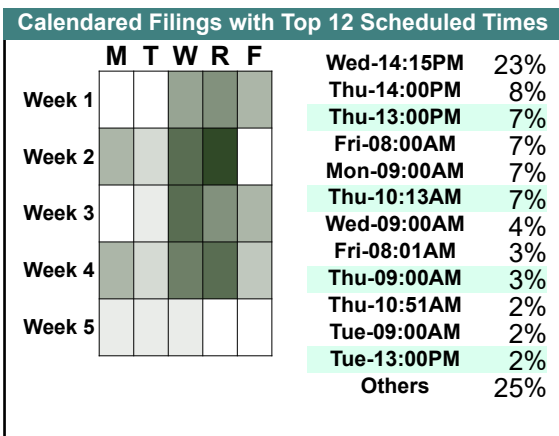 Calendared Filings with Top 12 Scheduled Times
M T W R F
Week 1
Week 2
Week 3
Week 4
Week 5
Wed-14:15PM 23%
Thu-14:00PM 8%
Thu-13:00PM 7%
Fri-08:00AM 7%
Mon-09:00AM 7%
Thu-10:13AM 7%
Wed-09:00AM 4%
Fri-08:01AM 3%
Thu-09:00AM 3%
Thu-10:51AM 2%
Tue-09:00AM 2%
Tue-13:00PM 2%
Others 25%